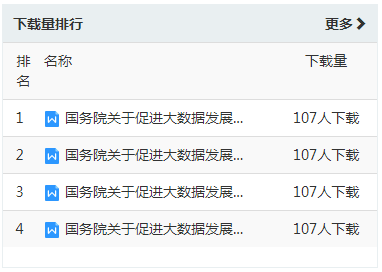 下载量排行 更多
排名 名称 下载量
1 国务院关于促进大数据发展... 107人下载
2 国务院关于促进大数据发展... 107人下载
3 国务院关于促进大数据发展... 107人下载
4 国务院关于促进大数据发展... 107人下载